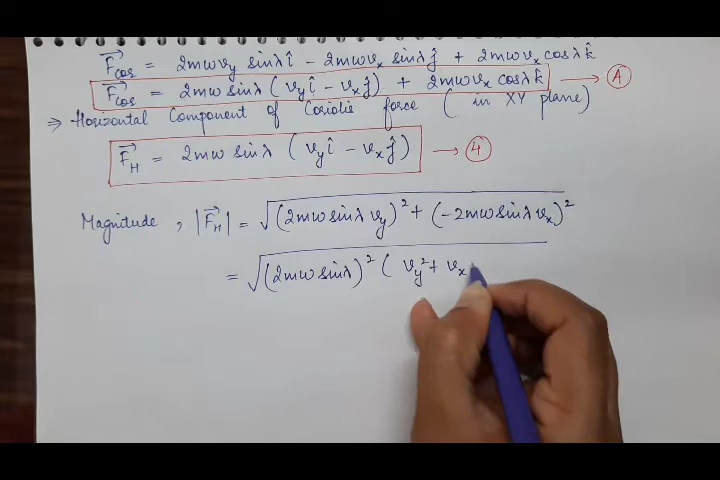 F⃗cos = 2mωvy sinλ î − 2mωvx sinλ ĵ + 2mωvx cosλ k̂
F⃗cos = 2mω sinλ ( vy î − vx ĵ ) + 2mωvx cosλ k̂ → A
⇒ Horizontal Component of Coriolis force ( in XY plane )
F⃗H = 2mω sinλ ( vy î − vx ĵ ) → 4
Magnitude , |F⃗H| = √(2mω sinλ vy)² + (−2mω sinλ vx)²
= √(2mω sinλ)² ( vy² + vx